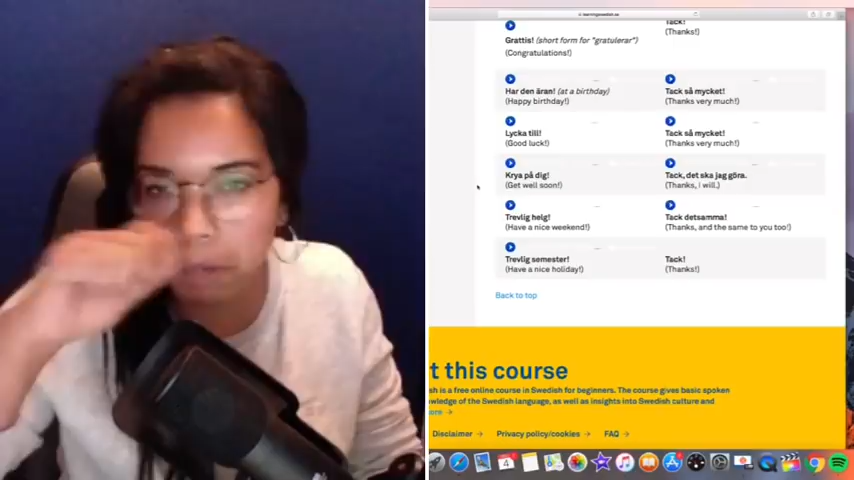 learningswedish.se
Tack!
(Thanks!)
Grattis! (short form for "gratulerar")
(Congratulations!)
Har den äran! (at a birthday)
Tack så mycket!
(Happy birthday!)
(Thanks very much!)
Lycka till!
Tack så mycket!
(Good luck!)
(Thanks very much!)
Krya på dig!
Tack, det ska jag göra.
(Get well soon!)
(Thanks, I will.)
Trevlig helg!
Tack detsamma!
(Have a nice weekend!)
(Thanks, and the same to you too!)
Trevlig semester!
Tack!
(Have a nice holiday!)
(Thanks!)
Back to top
t this course
sh is a free online course in Swedish for beginners. The course gives basic spoken
wledge of the Swedish language, as well as insights into Swedish culture and
ore →
Disclaimer → Privacy policy/cookies → FAQ →
4